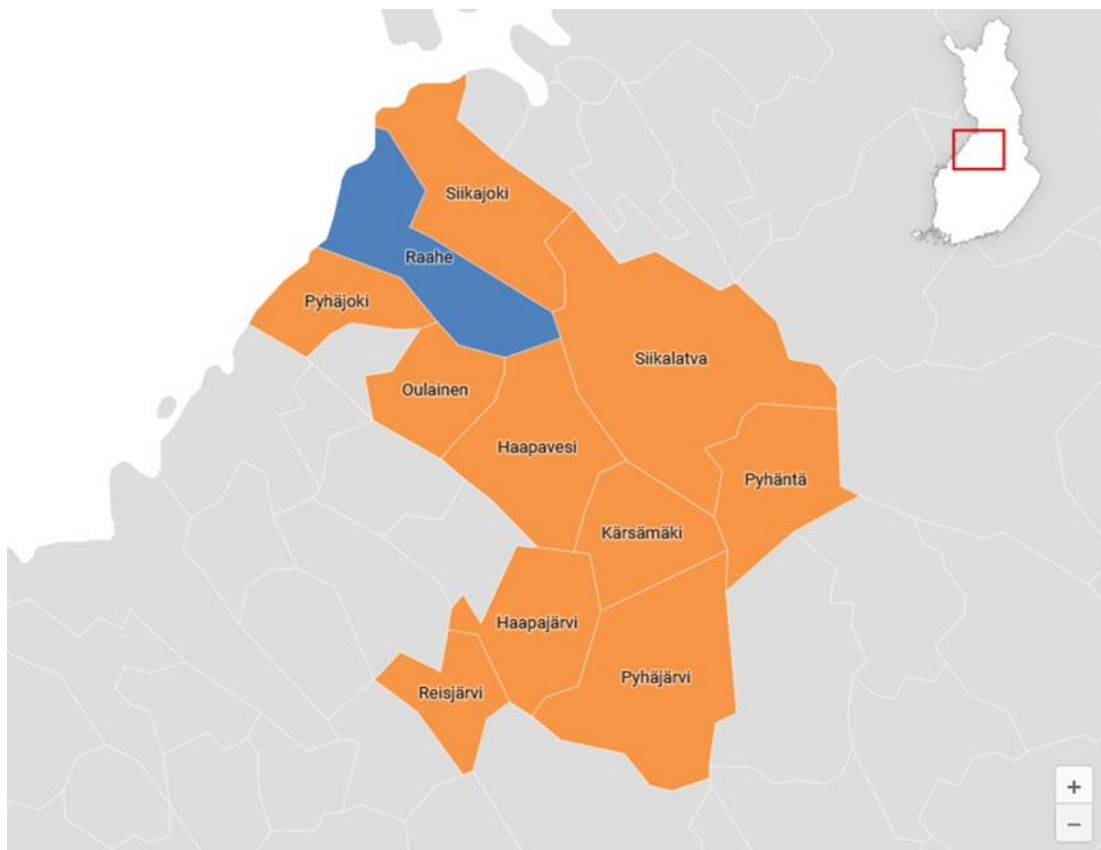 Siikajoki
Raahe
Pyhäjoki
Siikalatva
Oulainen
Haapavesi
Pyhäntä
Kärsämäki
Haapajärvi
Pyhäjärvi
Reisjärvi
+
−